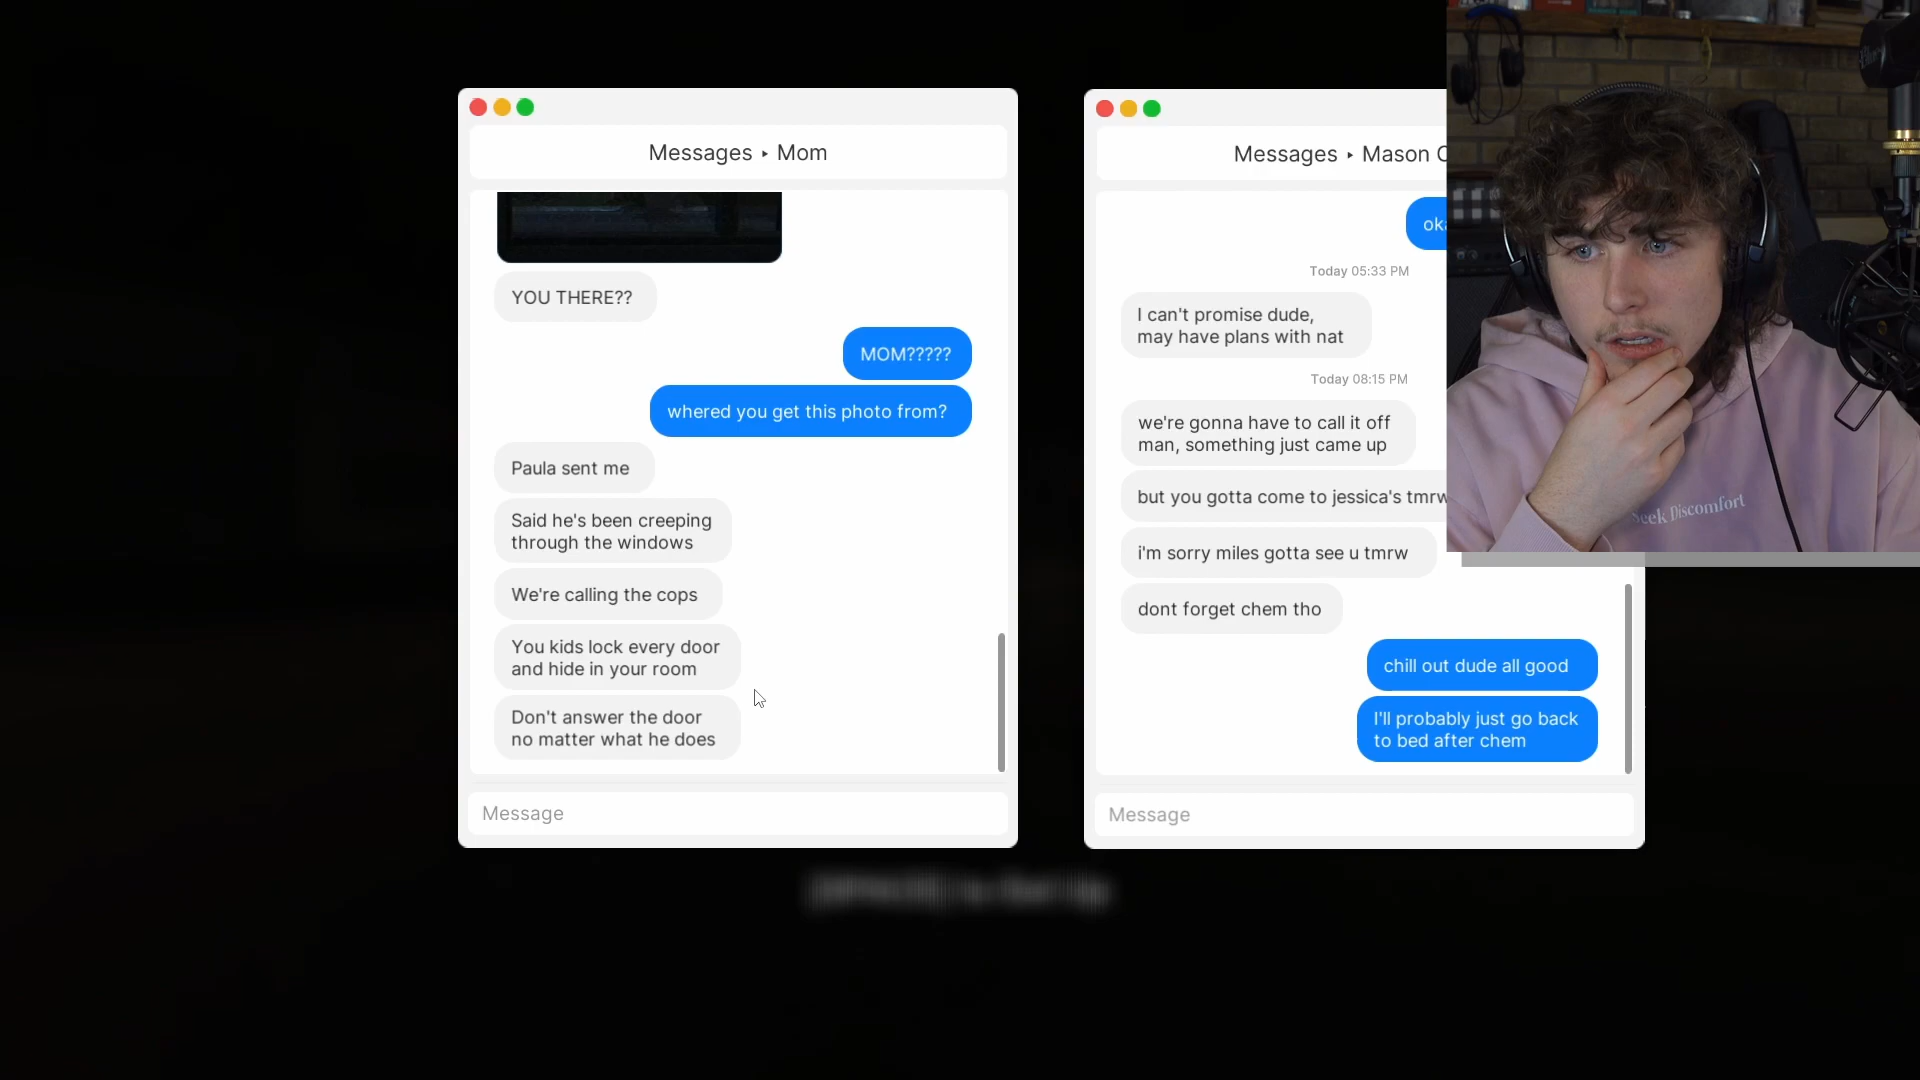 Messages ▸ Mom
YOU THERE??
MOM?????
whered you get this photo from?
Paula sent me
Said he's been creeping
through the windows
We're calling the cops
You kids lock every door
and hide in your room
Don't answer the door
no matter what he does
Message
Messages ▸ Mason
Today 05:33 PM
I can't promise dude,
may have plans with nat
Today 08:15 PM
we're gonna have to call it off
man, something just came up
but you gotta come to jessica's tmrw
i'm sorry miles gotta see u tmrw
dont forget chem tho
chill out dude all good
I'll probably just go back
to bed after chem
Message
Seek Discomfort